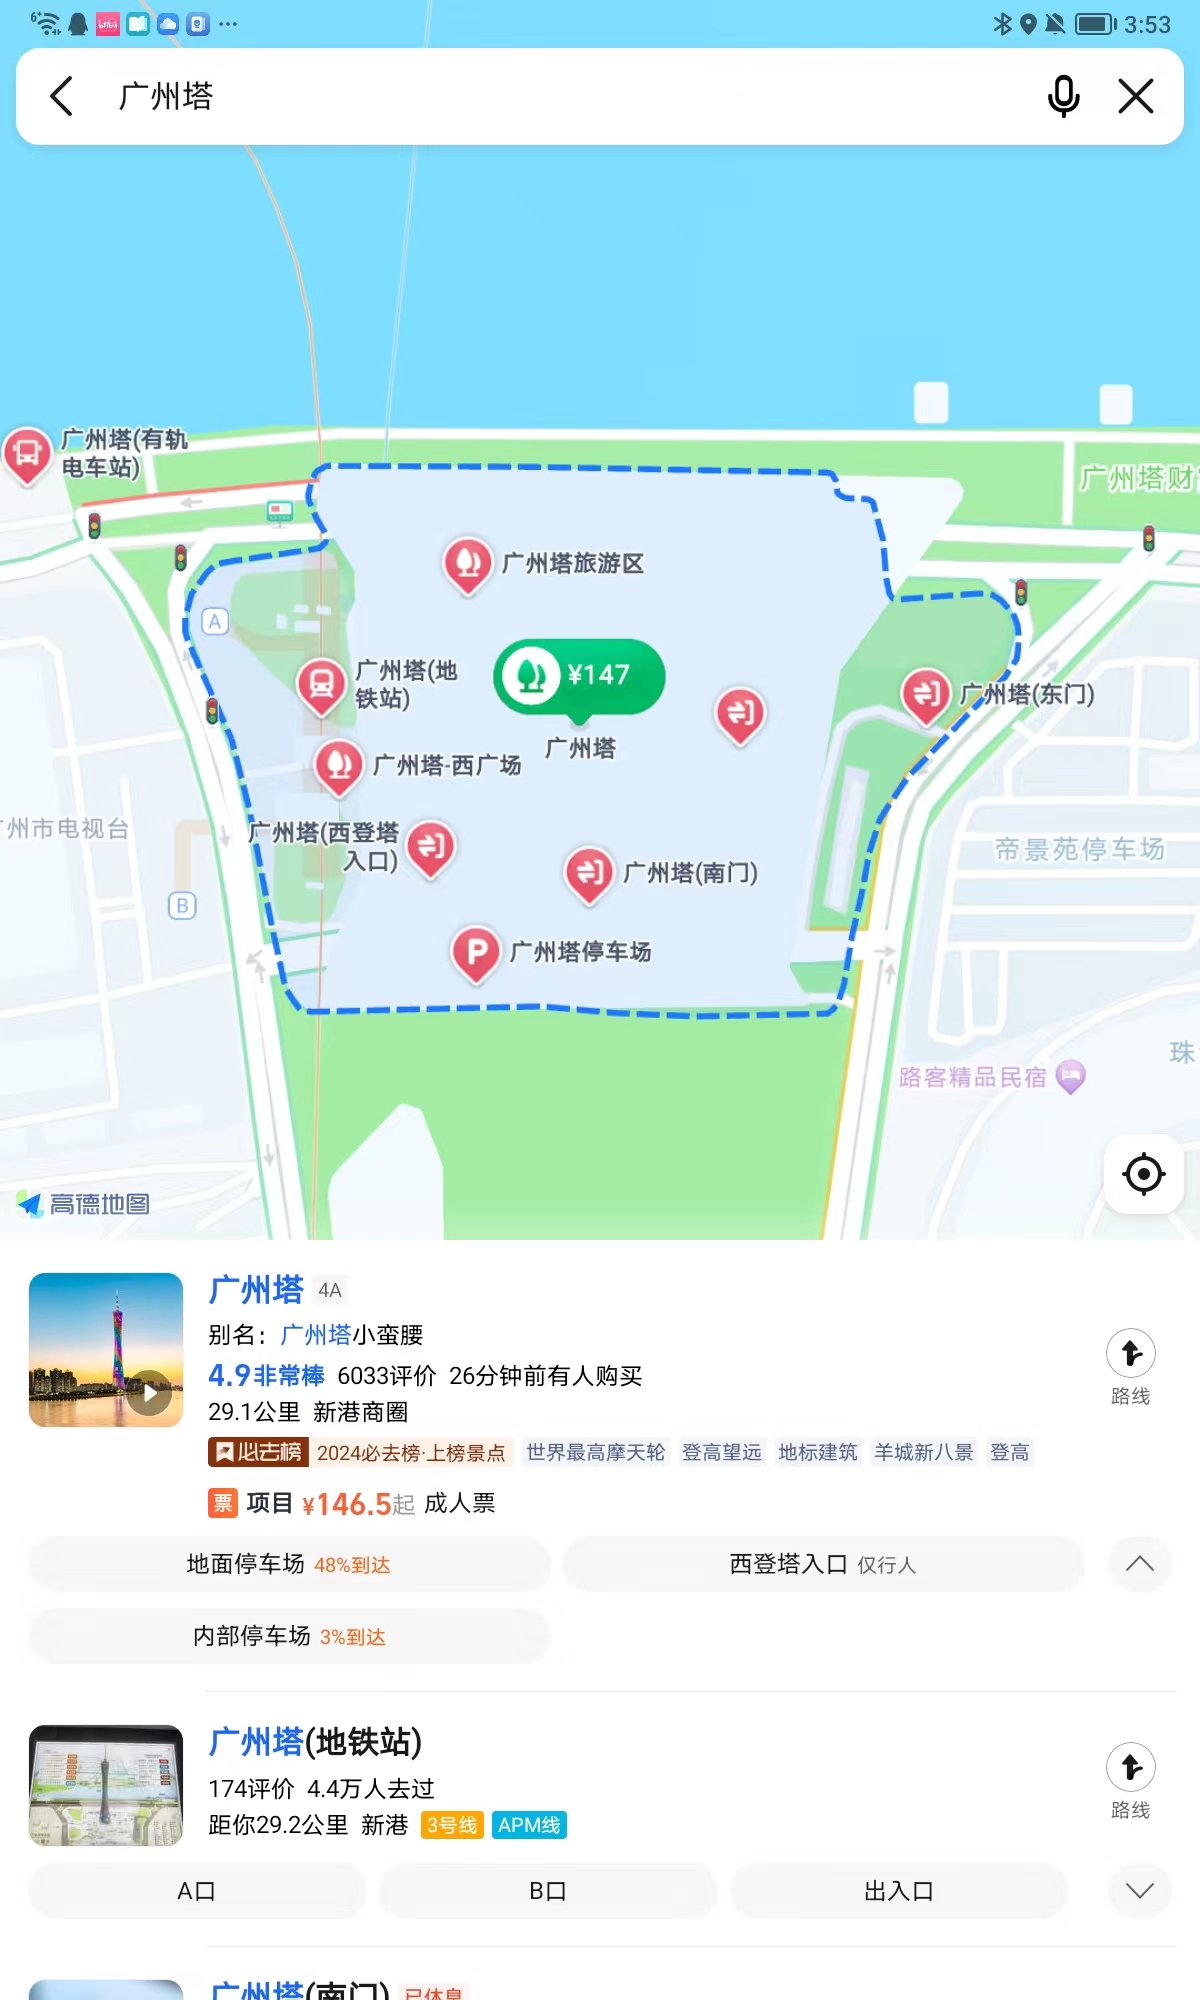 3:53
广州塔
广州塔(有轨
电车站)
广州塔财
广州塔旅游区
A
广州塔(地
铁站)
¥147
广州塔
广州塔(东门)
广州塔-西广场
州市电视台
广州塔(西登塔
入口)
帝景苑停车场
广州塔(南门)
B
P
广州塔停车场
珠
路客精品民宿
高德地图
广州塔 4A
别名：广州塔小蛮腰
4.9非常棒 6033评价 26分钟前有人购买
29.1公里 新港商圈
路线
必去榜 2024必去榜·上榜景点 世界最高摩天轮 登高望远 地标建筑 羊城新八景 登高
票 项目 ¥146.5起 成人票
地面停车场 48%到达
西登塔入口 仅行人
内部停车场 3%到达
广州塔(地铁站)
174评价 4.4万人去过
距你29.2公里 新港 3号线 APM线
路线
A口
B口
出入口
广州塔(南门) 已休息